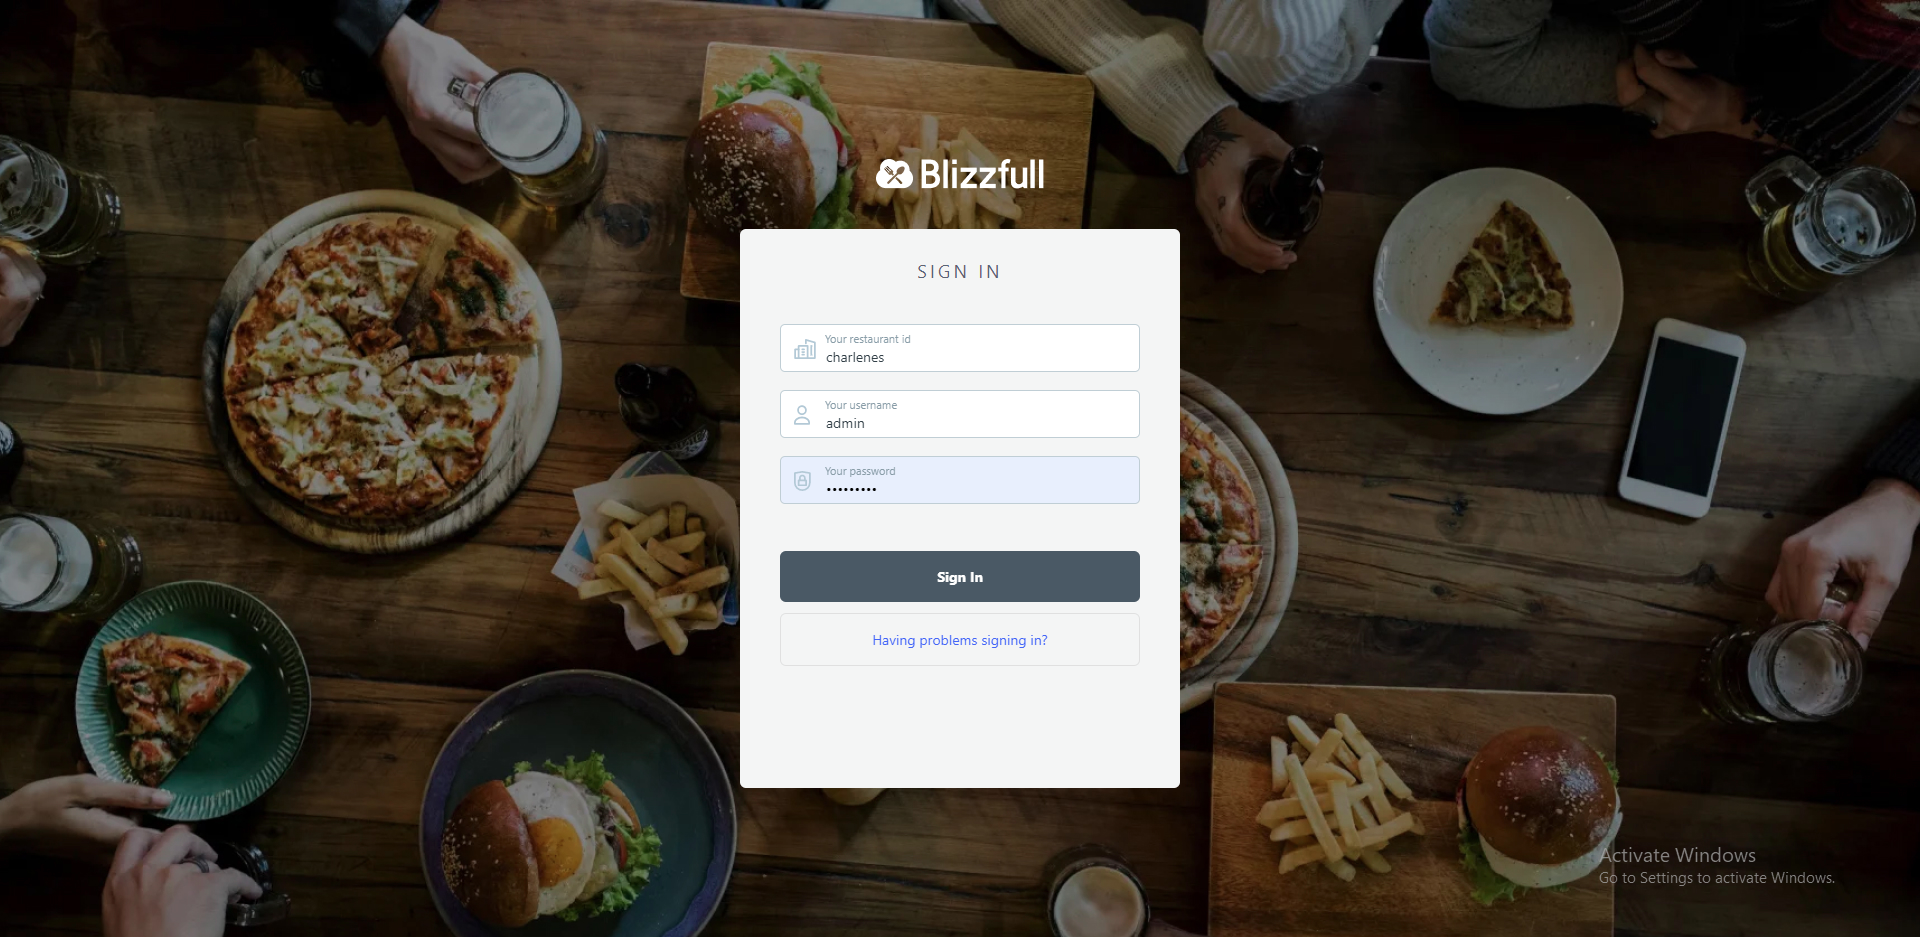 Blizzfull
SIGN IN
Your restaurant id
charlenes
Your username
admin
Your password
•••••••••
Sign In
Having problems signing in?
Activate Windows
Go to Settings to activate Windows.